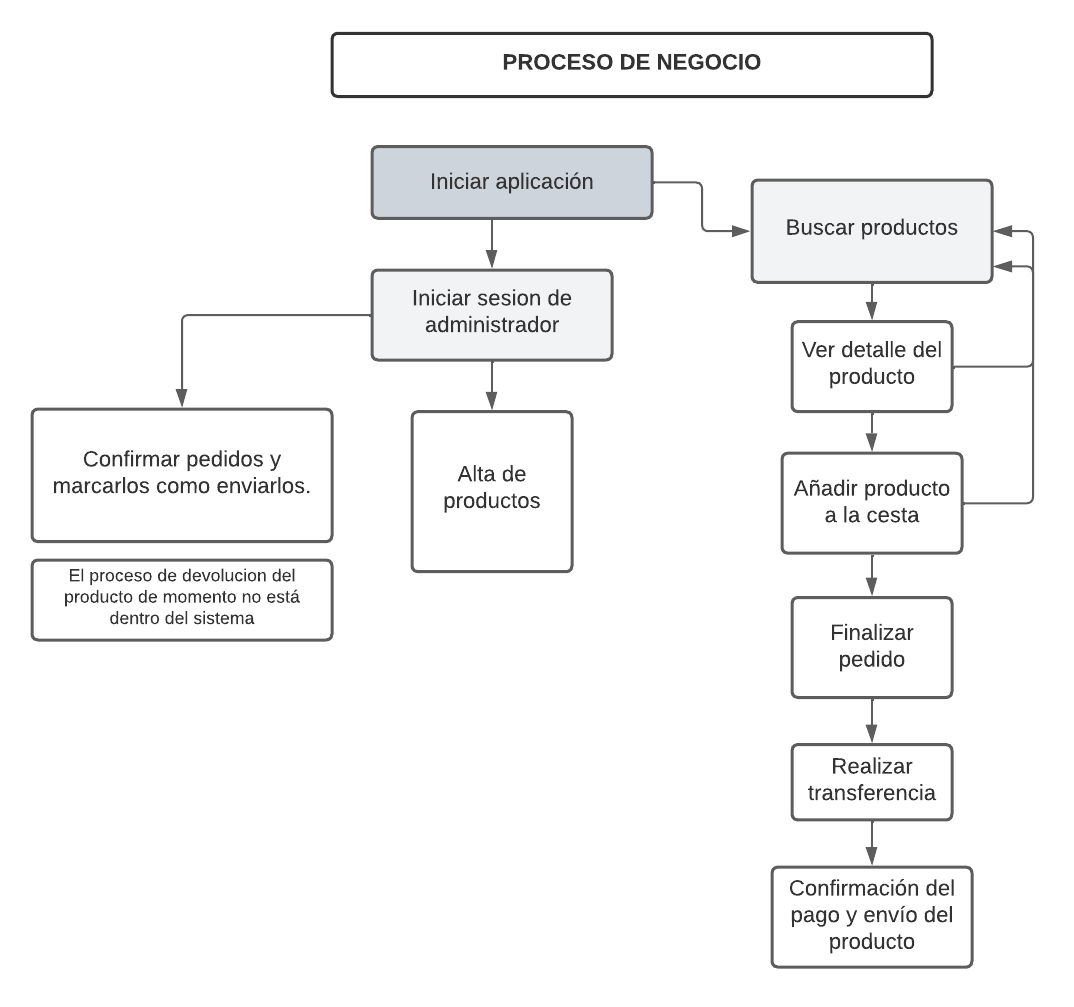 PROCESO DE NEGOCIO
Iniciar aplicación
Buscar productos
Iniciar sesion de
administrador
Ver detalle del
producto
Confirmar pedidos y
marcarlos como enviarlos.
Alta de
productos
Añadir producto
a la cesta
El proceso de devolucion del
producto de momento no está
dentro del sistema
Finalizar
pedido
Realizar
transferencia
Confirmación del
pago y envío del
producto